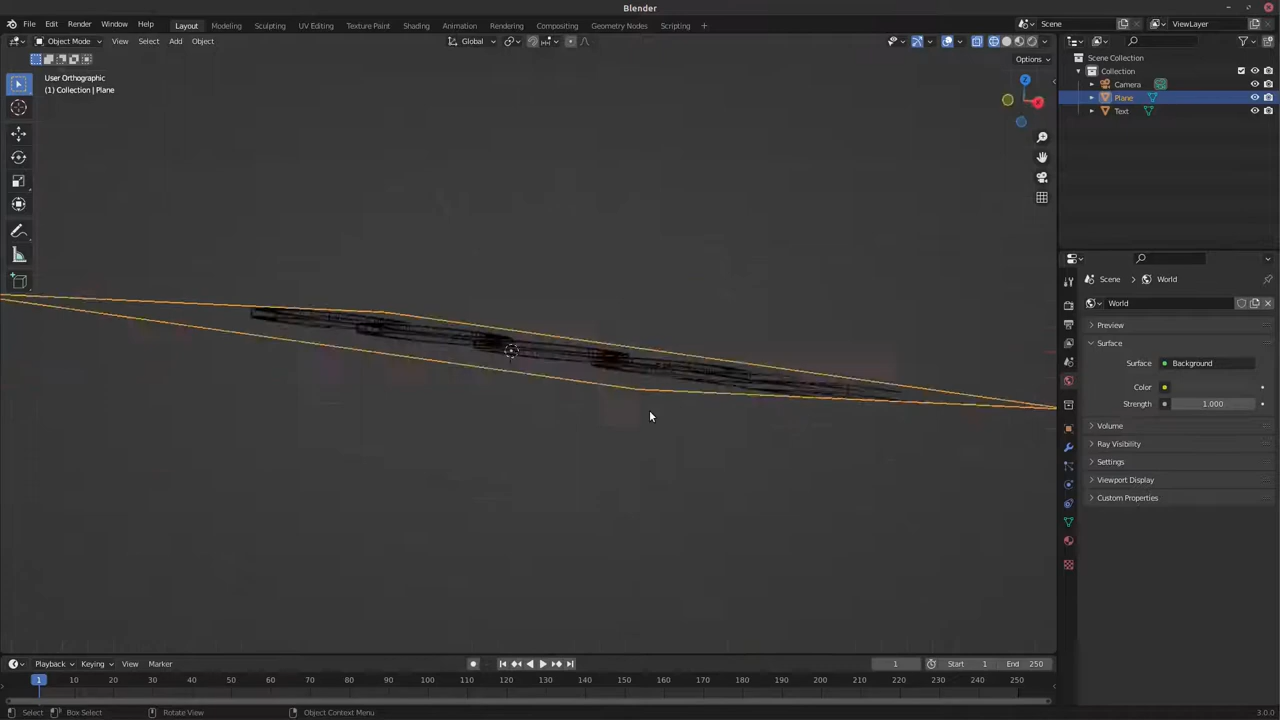 Blender
File Edit Render Window Help Layout Modeling Sculpting UV Editing Texture Paint Shading Animation Rendering Compositing Geometry Nodes Scripting + Scene ViewLayer
Object Mode View Select Add Object Global
Options
User Orthographic
(1) Collection | Plane
Scene Collection
Collection
Camera
Plane
Text
Scene World
World
Preview
Surface
Surface Background
Color
Strength 1.000
Volume
Ray Visibility
Settings
Viewport Display
Custom Properties
Playback Keying View Marker 1 Start 1 End 250
1 10 20 30 40 50 60 70 80 90 100 110 120 130 140 150 160 170 180 190 200 210 220 230 240 250
Select Box Select Rotate View Object Context Menu 3.0.0